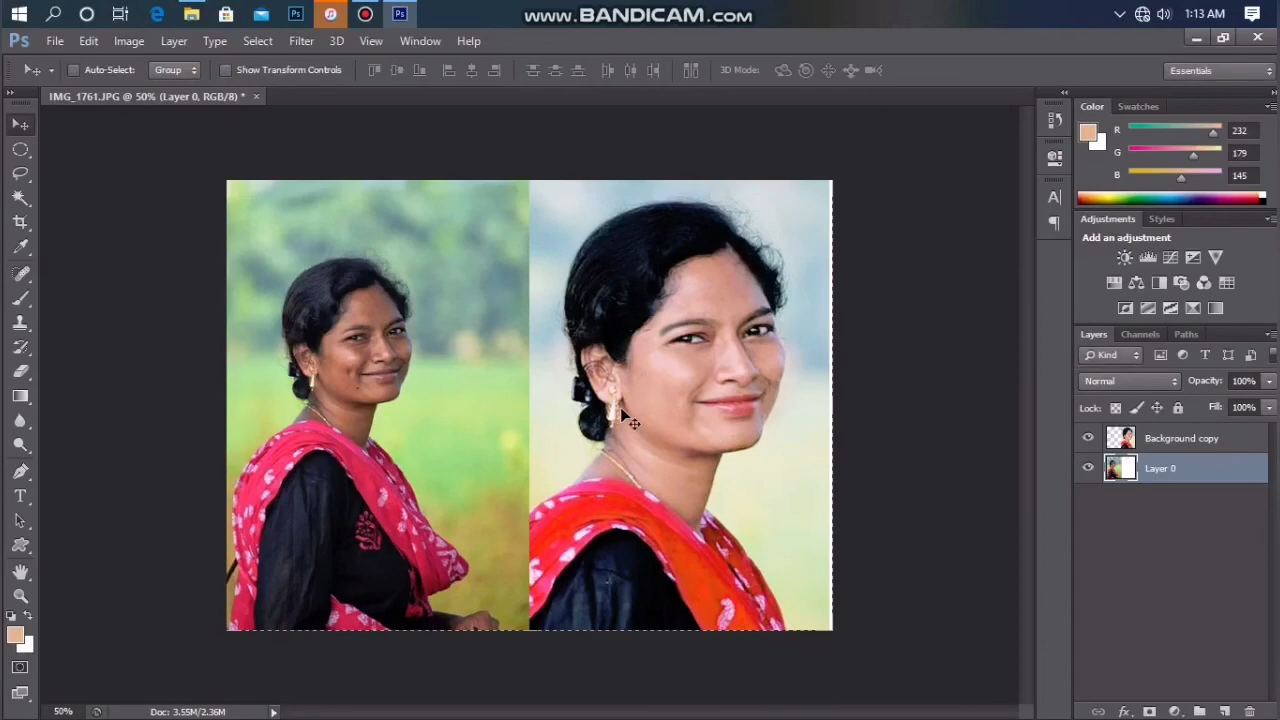 www.BANDICAM.com
1:13 AM
Ps
File Edit Image Layer Type Select Filter 3D View Window Help
Auto-Select: Group Show Transform Controls 3D Mode: Essentials
IMG_1761.JPG @ 50% (Layer 0, RGB/8) * ×
Color Swatches
R 232
G 179
B 145
Adjustments Styles
Add an adjustment
Layers Channels Paths
Kind
Normal Opacity: 100%
Lock: Fill: 100%
Background copy
Layer 0
50% Doc: 3.55M/2.36M